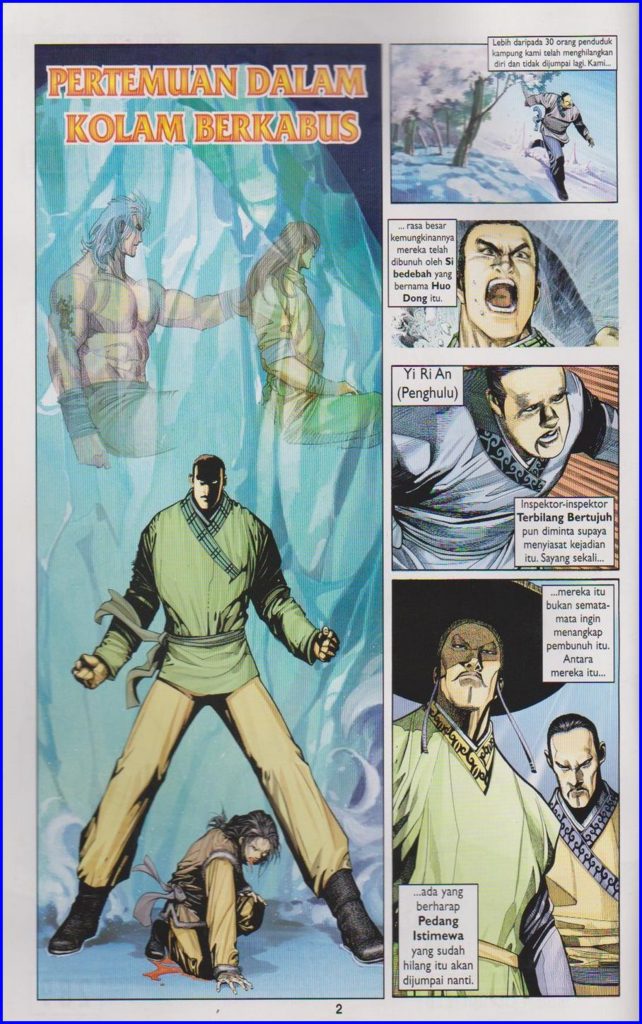 PERTEMUAN DALAM
KOLAM BERKABUS
Lebih daripada 30 orang penduduk
kampung kami telah menghilangkan
diri dan tidak dijumpai lagi. Kami...
... rasa besar
kemungkinannya
mereka telah
dibunuh oleh Si
bedebah yang
bernama Huo
Dong itu.
Yi Ri An
(Penghulu)
Inspektor-inspektor
Terbilang Bertujuh
pun diminta supaya
menyiasat kejadian
itu. Sayang sekali...
...mereka itu
bukan semata-
mata ingin
menangkap
pembunuh itu.
Antara
mereka itu...
...ada yang
berharap
Pedang
Istimewa
yang sudah
hilang itu akan
dijumpai nanti.
2